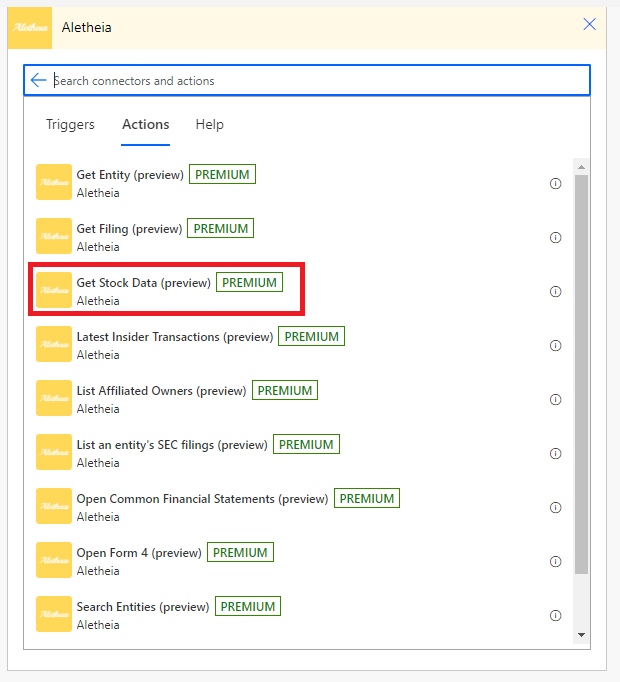 Aletheia Aletheia
Search connectors and actions
Triggers Actions Help
Aletheia Get Entity (preview) PREMIUM
Aletheia
Aletheia Get Filing (preview) PREMIUM
Aletheia
Aletheia Get Stock Data (preview) PREMIUM
Aletheia
Aletheia Latest Insider Transactions (preview) PREMIUM
Aletheia
Aletheia List Affiliated Owners (preview) PREMIUM
Aletheia
Aletheia List an entity's SEC filings (preview) PREMIUM
Aletheia
Aletheia Open Common Financial Statements (preview) PREMIUM
Aletheia
Aletheia Open Form 4 (preview) PREMIUM
Aletheia
Aletheia Search Entities (preview) PREMIUM
Aletheia